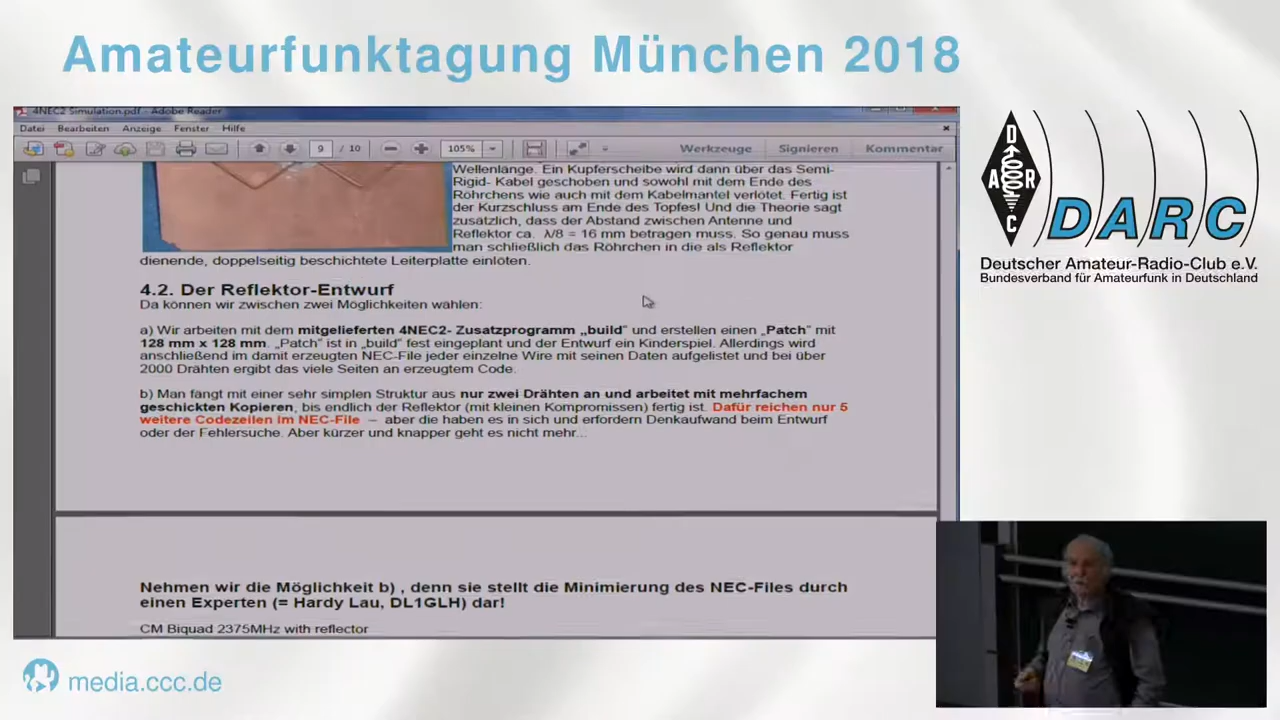 Amateurfunktagung München 2018
4NEC2 Simulation.pdf - Adobe Reader
Datei Bearbeiten Anzeige Fenster Hilfe
9 / 10 105% Werkzeuge Signieren Kommentar
Wellenlänge. Ein Kupferscheibe wird dann über das Semi-
Rigid- Kabel geschoben und sowohl mit dem Ende des
Röhrchens wie auch mit dem Kabelmantel verlötet. Fertig ist
der Kurzschluss am Ende des Topfes! Und die Theorie sagt
zusätzlich, dass der Abstand zwischen Antenne und
Reflektor ca. λ/8 = 16 mm betragen muss. So genau muss
man schließlich das Röhrchen in die als Reflektor
dienende, doppelseitig beschichtete Leiterplatte einlöten.
4.2. Der Reflektor-Entwurf
Da können wir zwischen zwei Möglichkeiten wählen:
a) Wir arbeiten mit dem mitgelieferten 4NEC2- Zusatzprogramm „build“ und erstellen einen „Patch“ mit
128 mm x 128 mm. „Patch“ ist in „build“ fest eingeplant und der Entwurf ein Kinderspiel. Allerdings wird
anschließend im damit erzeugten NEC-File jeder einzelne Wire mit seinen Daten aufgelistet und bei über
2000 Drähten ergibt das viele Seiten an erzeugtem Code.
b) Man fängt mit einer sehr simplen Struktur aus nur zwei Drähten an und arbeitet mit mehrfachem
geschickten Kopieren, bis endlich der Reflektor (mit kleinen Kompromissen) fertig ist. Dafür reichen nur 5
weitere Codezeilen im NEC-File – aber die haben es in sich und erfordern Denkaufwand beim Entwurf
oder der Fehlersuche. Aber kürzer und knapper geht es nicht mehr...
Nehmen wir die Möglichkeit b) , denn sie stellt die Minimierung des NEC-Files durch
einen Experten (= Hardy Lau, DL1GLH) dar!
CM Biquad 2375MHz with reflector
D
A R
C
DARC
Deutscher Amateur-Radio-Club e.V.
Bundesverband für Amateurfunk in Deutschland
media.ccc.de